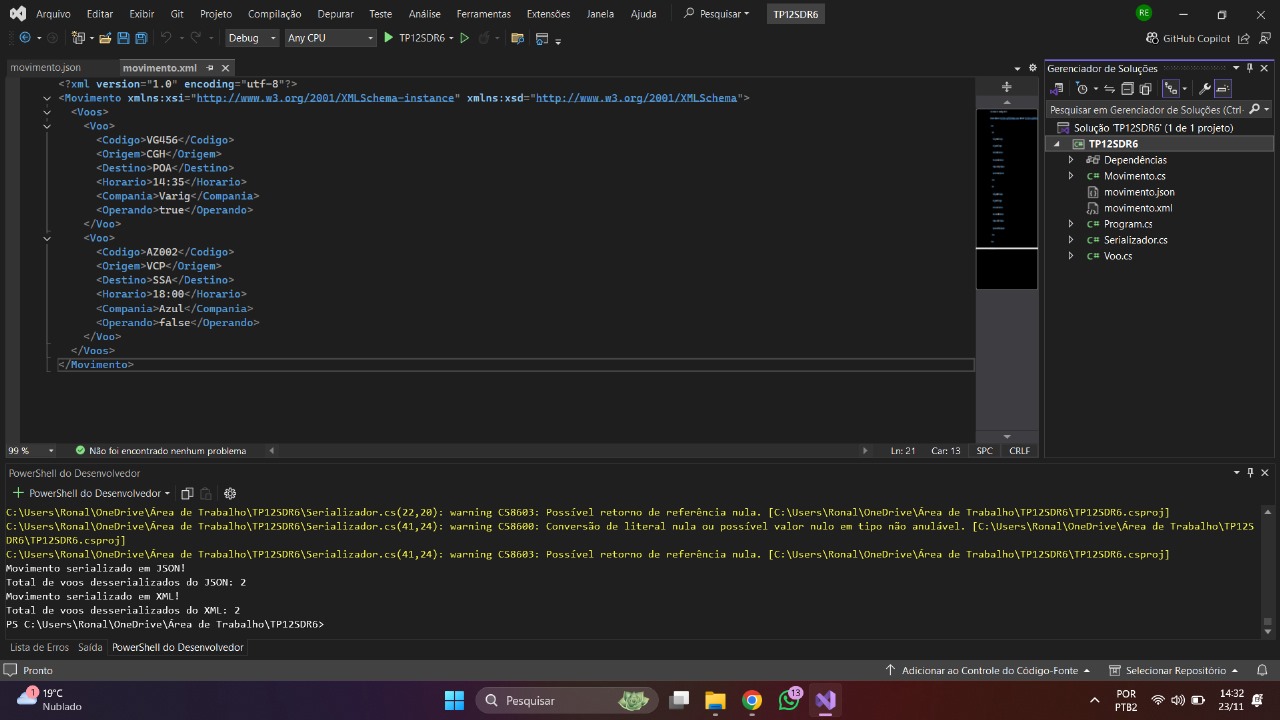 Arquivo Editar Exibir Git Projeto Compilação Depurar Teste Análise Ferramentas Extensões Janela Ajuda Pesquisar TP12SDR6 RE
Debug Any CPU TP12SDR6 GitHub Copilot
movimento.json movimento.xml
<?xml version="1.0" encoding="utf-8"?>
<Movimento xmlns:xsi="http://www.w3.org/2001/XMLSchema-instance" xmlns:xsd="http://www.w3.org/2001/XMLSchema">
<Voos>
<Voo>
<Codigo>VG456</Codigo>
<Origem>CGH</Origem>
<Destino>POA</Destino>
<Horario>14:35</Horario>
<Compania>Varig</Compania>
<Operando>true</Operando>
</Voo>
<Voo>
<Codigo>AZ002</Codigo>
<Origem>VCP</Origem>
<Destino>SSA</Destino>
<Horario>18:00</Horario>
<Compania>Azul</Compania>
<Operando>false</Operando>
</Voo>
</Voos>
</Movimento>
99 % Não foi encontrado nenhum problema Ln: 21 Car: 13 SPC CRLF
Gerenciador de Soluções
Pesquisar em Gerenciador de Soluções (Ctrl-
Solução 'TP12SDR6' (1 de 1 projeto)
TP12SDR6
Dependências
C# Movimento.cs
movimento.json
movimento.xml
C# Program.cs
C# Serializador.cs
C# Voo.cs
PowerShell do Desenvolvedor
PowerShell do Desenvolvedor
C:\Users\Ronal\OneDrive\Área de Trabalho\TP12SDR6\Serializador.cs(22,20): warning CS8603: Possível retorno de referência nula. [C:\Users\Ronal\OneDrive\Área de Trabalho\TP12SDR6\TP12SDR6.csproj]
C:\Users\Ronal\OneDrive\Área de Trabalho\TP12SDR6\Serializador.cs(41,24): warning CS8600: Conversão de literal nula ou possível valor nulo em tipo não anulável. [C:\Users\Ronal\OneDrive\Área de Trabalho\TP12SDR6\TP12S
DR6.csproj]
C:\Users\Ronal\OneDrive\Área de Trabalho\TP12SDR6\Serializador.cs(41,24): warning CS8603: Possível retorno de referência nula. [C:\Users\Ronal\OneDrive\Área de Trabalho\TP12SDR6\TP12SDR6.csproj]
Movimento serializado em JSON!
Total de voos desserializados do JSON: 2
Movimento serializado em XML!
Total de voos desserializados do XML: 2
PS C:\Users\Ronal\OneDrive\Área de Trabalho\TP12SDR6>
Lista de Erros Saída PowerShell do Desenvolvedor
Pronto Adicionar ao Controle do Código-Fonte Selecionar Repositório
1 19°C
Nublado
Pesquisar
13
POR
PTB2
14:32
23/11